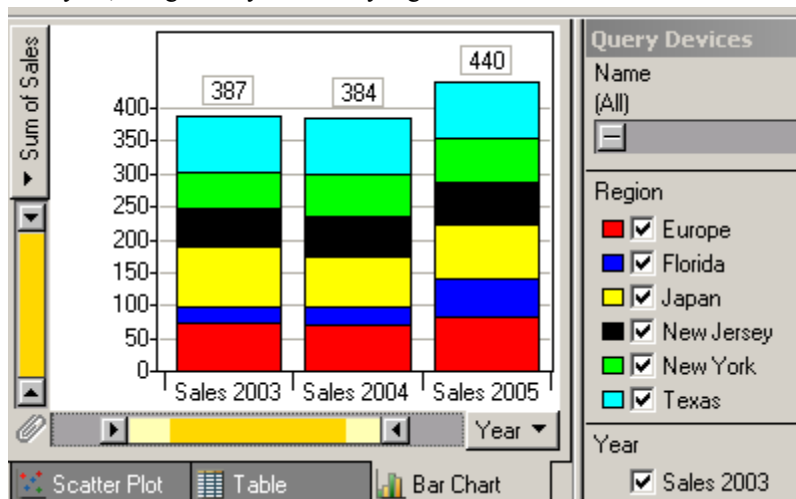 Sum of Sales
387
384
440
400
350
300
250
200
150
100
50
0
Sales 2003
Sales 2004
Sales 2005
Year
Scatter Plot
Table
Bar Chart
Query Devices
Name
(All)
Region
Europe
Florida
Japan
New Jersey
New York
Texas
Year
Sales 2003